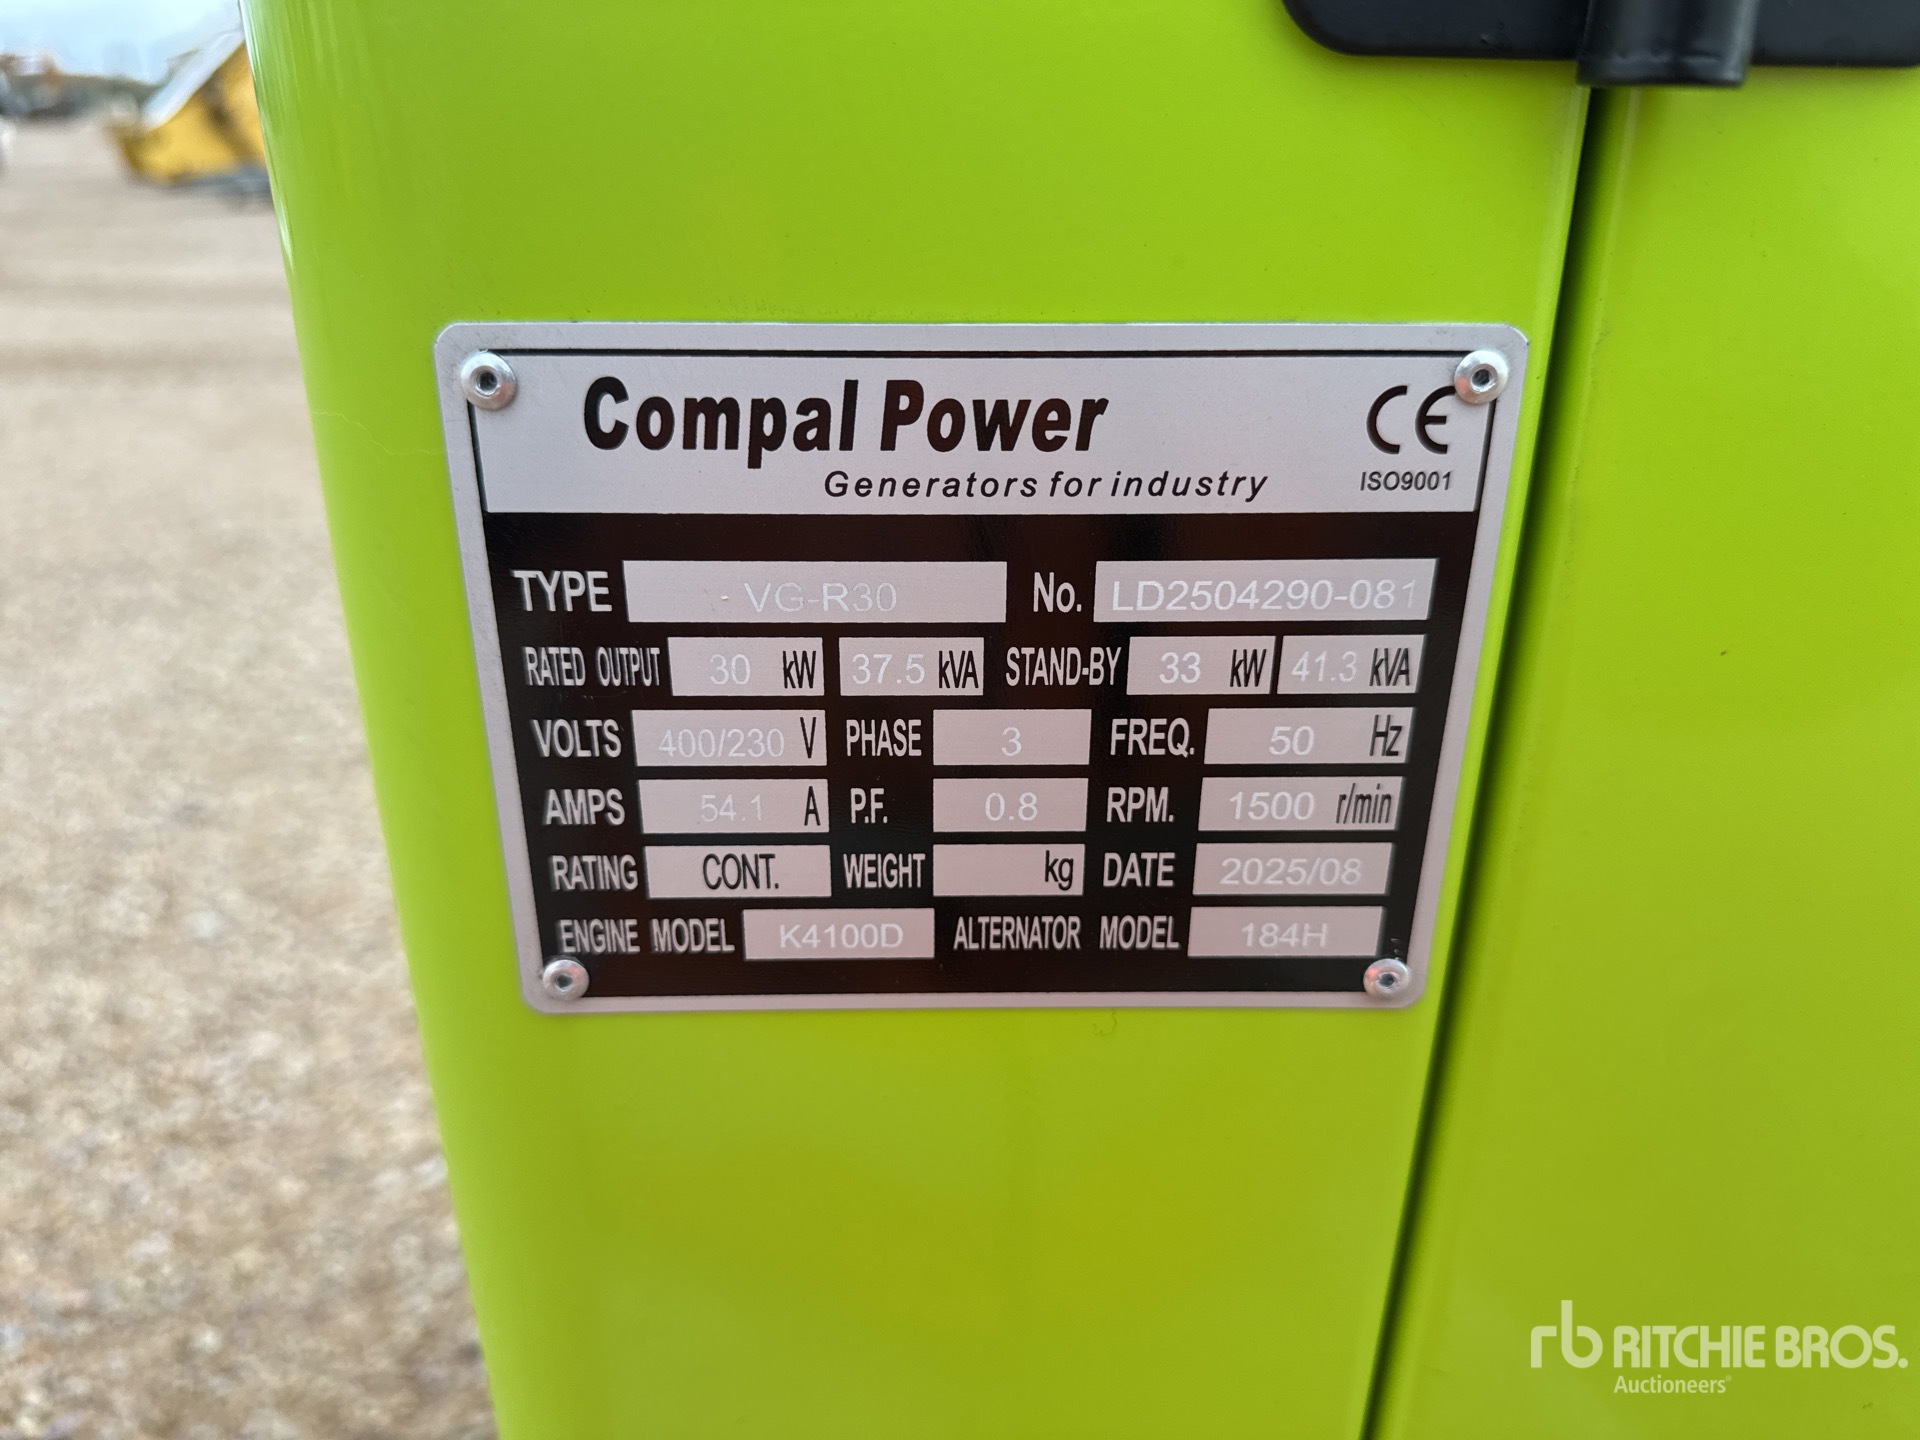 Compal Power
Generators for industry
CE
ISO9001
TYPE VG-R30 No. LD2504290-081
RATED OUTPUT 30 kW 37.5 kVA STAND-BY 33 kW 41.3 kVA
VOLTS 400/230 V PHASE 3 FREQ. 50 Hz
AMPS 54.1 A P.F. 0.8 RPM. 1500 r/min
RATING CONT. WEIGHT kg DATE 2025/08
ENGINE MODEL K4100D ALTERNATOR MODEL 184H
rb RITCHIE BROS.
Auctioneers